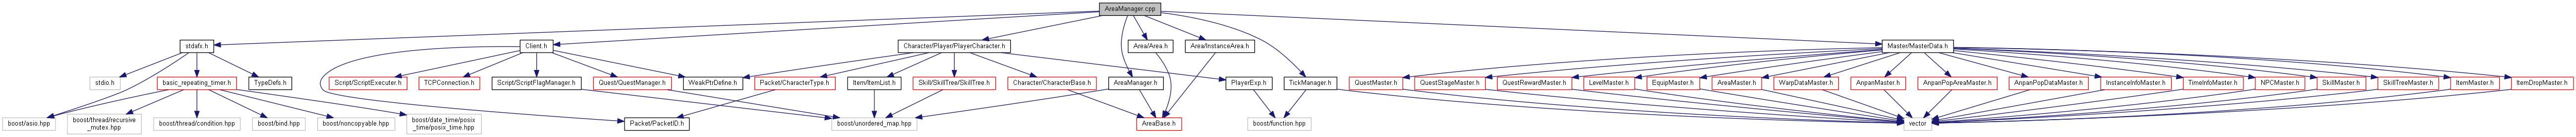 AreaManager.cpp
stdafx.h
Client.h
Character/Player/PlayerCharacter.h
Area/Area.h
Area/InstanceArea.h
Master/MasterData.h
stdio.h
basic_repeating_timer.h
TypeDefs.h
Script/ScriptExecuter.h
TCPConnection.h
Script/ScriptFlagManager.h
Quest/QuestManager.h
WeakPtrDefine.h
Packet/CharacterType.h
Item/ItemList.h
Skill/SkillTree/SkillTree.h
Character/CharacterBase.h
AreaManager.h
PlayerExp.h
TickManager.h
QuestMaster.h
QuestStageMaster.h
QuestRewardMaster.h
LevelMaster.h
EquipMaster.h
AreaMaster.h
WarpDataMaster.h
AnpanMaster.h
AnpanPopAreaMaster.h
AnpanPopDataMaster.h
InstanceInfoMaster.h
TimeInfoMaster.h
NPCMaster.h
SkillMaster.h
SkillTreeMaster.h
ItemMaster.h
ItemDropMaster.h
boost/asio.hpp
boost/thread/recursive
_mutex.hpp
boost/thread/condition.hpp
boost/bind.hpp
boost/noncopyable.hpp
boost/date_time/posix
_time/posix_time.hpp
Packet/PacketID.h
boost/unordered_map.hpp
AreaBase.h
boost/function.hpp
vector